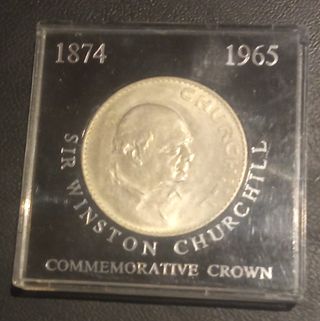 1874 1965
CHURCHILL
SIR WINSTON CHURCHILL
COMMEMORATIVE CROWN